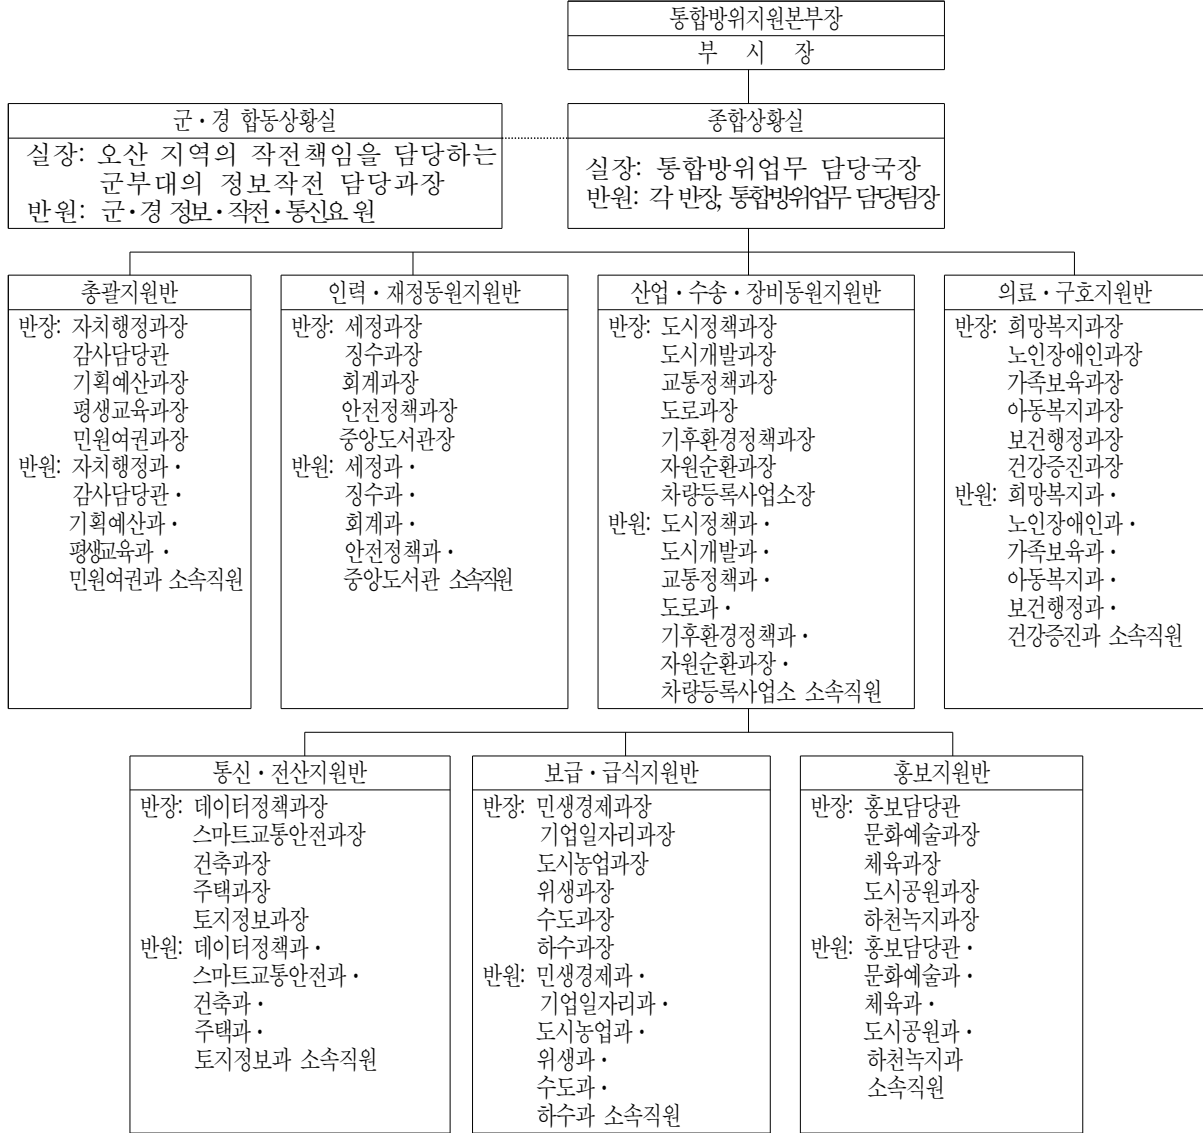 통합방위지원본부장
부 시 장
군·경 합동상황실
실장: 오산 지역의 작전책임을 담당하는
군부대의 정보작전 담당과장
반원: 군·경 정보·작전·통신요 원
종합상황실
실장: 통합방위업무 담당국장
반원: 각 반장, 통합방위업무 담당팀장
총괄지원반
반장: 자치행정과장
감사담당관
기획예산과장
평생교육과장
민원여권과장
반원: 자치행정과·
감사담당관·
기획예산과·
평생교육과·
민원여권과 소속직원
인력·재정동원지원반
반장: 세정과장
징수과장
회계과장
안전정책과장
중앙도서관장
반원: 세정과·
징수과·
회계과·
안전정책과·
중앙도서관 소속직원
산업·수송·장비동원지원반
반장: 도시정책과장
도시개발과장
교통정책과장
도로과장
기후환경정책과장
자원순환과장
차량등록사업소장
반원: 도시정책과·
도시개발과·
교통정책과·
도로과·
기후환경정책과·
자원순환과장·
차량등록사업소 소속직원
의료·구호지원반
반장: 희망복지과장
노인장애인과장
가족보육과장
아동복지과장
보건행정과장
건강증진과장
반원: 희망복지과·
노인장애인과·
가족보육과·
아동복지과·
보건행정과·
건강증진과 소속직원
통신·전산지원반
반장: 데이터정책과장
스마트교통안전과장
건축과장
주택과장
토지정보과장
반원: 데이터정책과·
스마트교통안전과·
건축과·
주택과·
토지정보과 소속직원
보급·급식지원반
반장: 민생경제과장
기업일자리과장
도시농업과장
위생과장
수도과장
하수과장
반원: 민생경제과·
기업일자리과·
도시농업과·
위생과·
수도과·
하수과 소속직원
홍보지원반
반장: 홍보담당관
문화예술과장
체육과장
도시공원과장
하천녹지과장
반원: 홍보담당관·
문화예술과·
체육과·
도시공원과·
하천녹지과
소속직원